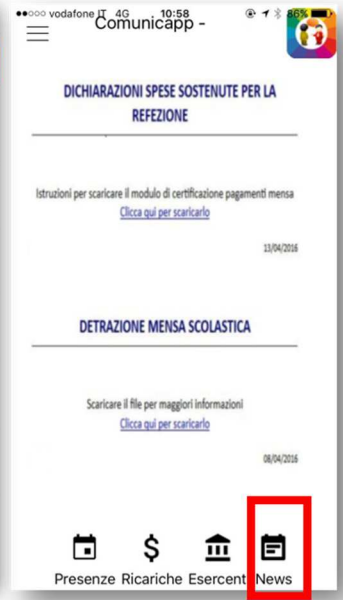 vodafone IT 4G 10:58 86%
Comunicapp -
DICHIARAZIONI SPESE SOSTENUTE PER LA
REFEZIONE
Istruzioni per scaricare il modulo di certificazione pagamenti mensa
Clicca qui per scaricarlo
13/04/2016
DETRAZIONE MENSA SCOLASTICA
Scaricare il file per maggiori informazioni
Clicca qui per scaricarlo
08/04/2016
Presenze Ricariche Esercent News